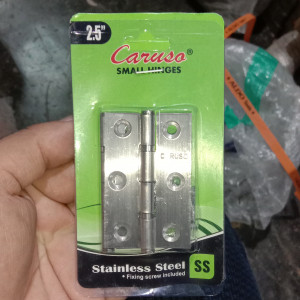 2.5"
Caruso®
SMALL HINGES
CARUSO
Stainless Steel SS
* Fixing screw included